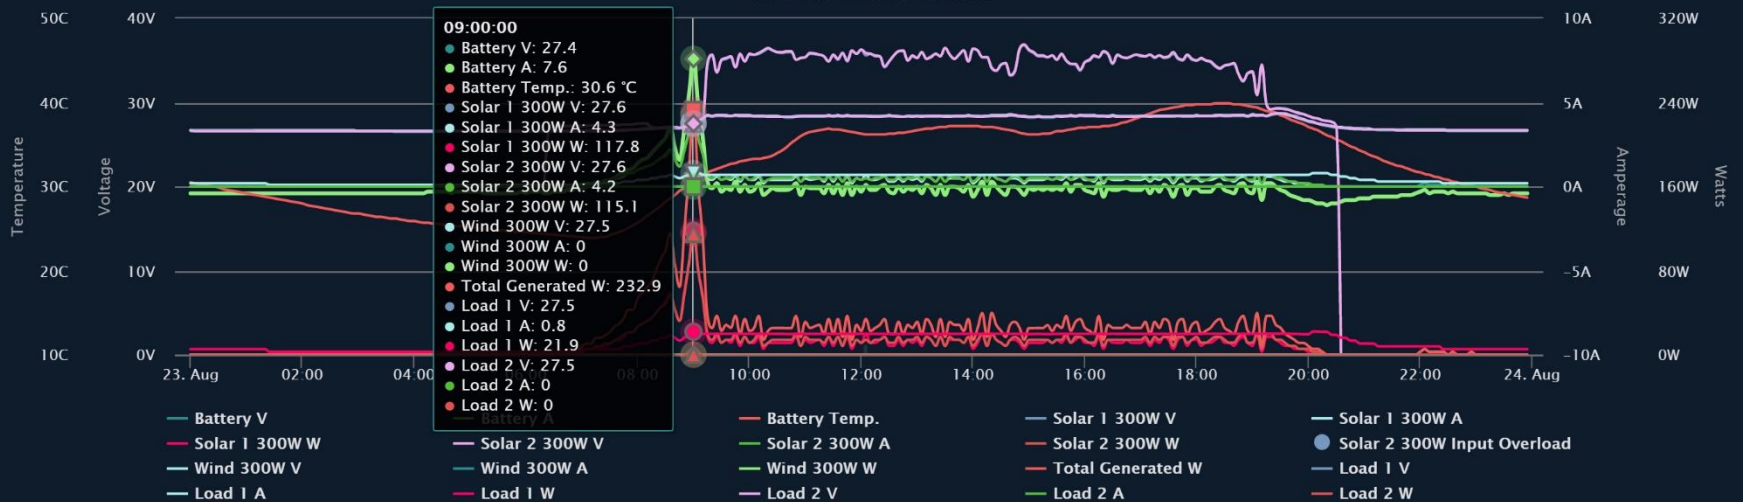 50C 40V 10A 320W
40C 30V 5A 240W
30C 20V 0A 160W
20C 10V -5A 80W
10C 0V -10A 0W
Temperature
Voltage
Amperage
Watts
09:00:00
Battery V: 27.4
Battery A: 7.6
Battery Temp.: 30.6 °C
Solar 1 300W V: 27.6
Solar 1 300W A: 4.3
Solar 1 300W W: 117.8
Solar 2 300W V: 27.6
Solar 2 300W A: 4.2
Solar 2 300W W: 115.1
Wind 300W V: 27.5
Wind 300W A: 0
Wind 300W W: 0
Total Generated W: 232.9
Load 1 V: 27.5
Load 1 A: 0.8
Load 1 W: 21.9
Load 2 V: 27.5
Load 2 A: 0
Load 2 W: 0
23. Aug 02:00 04:00 06:00 08:00 10:00 12:00 14:00 16:00 18:00 20:00 22:00 24. Aug
Battery V Battery A Battery Temp. Solar 1 300W V Solar 1 300W A
Solar 1 300W W Solar 2 300W V Solar 2 300W A Solar 2 300W W Solar 2 300W Input Overload
Wind 300W V Wind 300W A Wind 300W W Total Generated W Load 1 V
Load 1 A Load 1 W Load 2 V Load 2 A Load 2 W